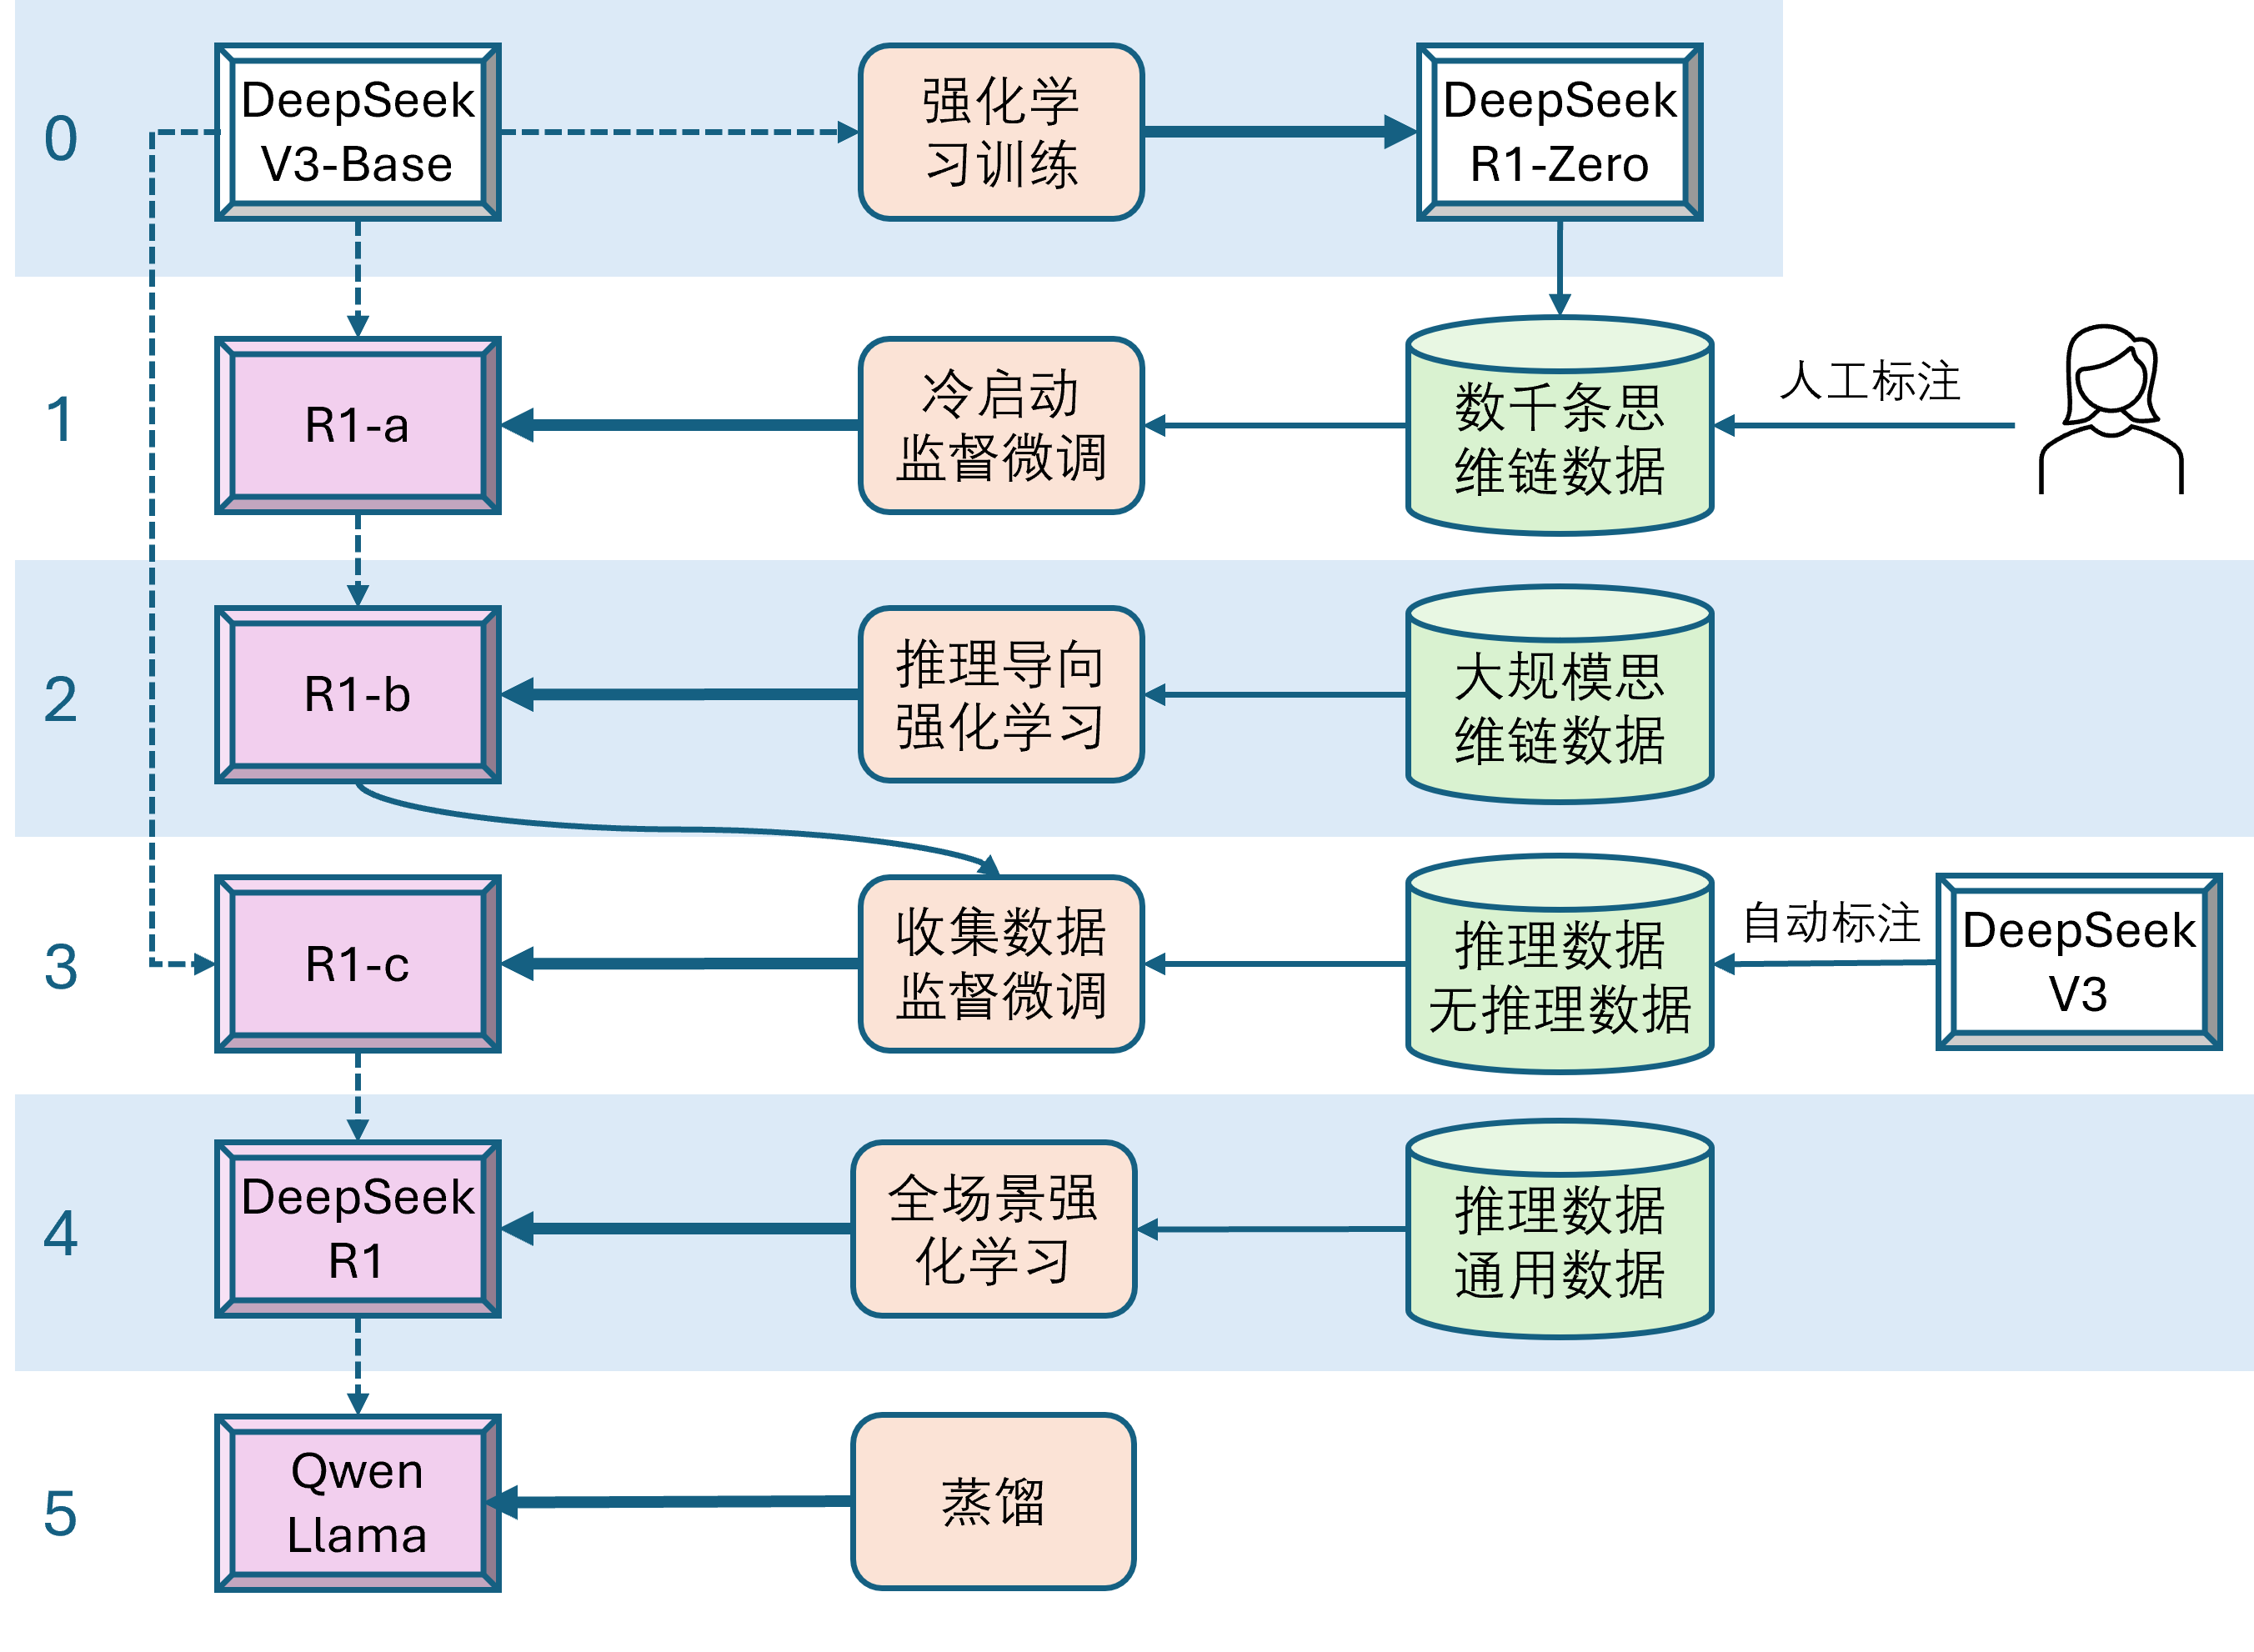 0
DeepSeek
V3-Base
强化学
习训练
DeepSeek
R1-Zero
1
R1-a
冷启动
监督微调
数千条思
维链数据
人工标注
2
R1-b
推理导向
强化学习
大规模思
维链数据
3
R1-c
收集数据
监督微调
推理数据
无推理数据
自动标注
DeepSeek
V3
4
DeepSeek
R1
全场景强
化学习
推理数据
通用数据
5
Qwen
Llama
蒸馏